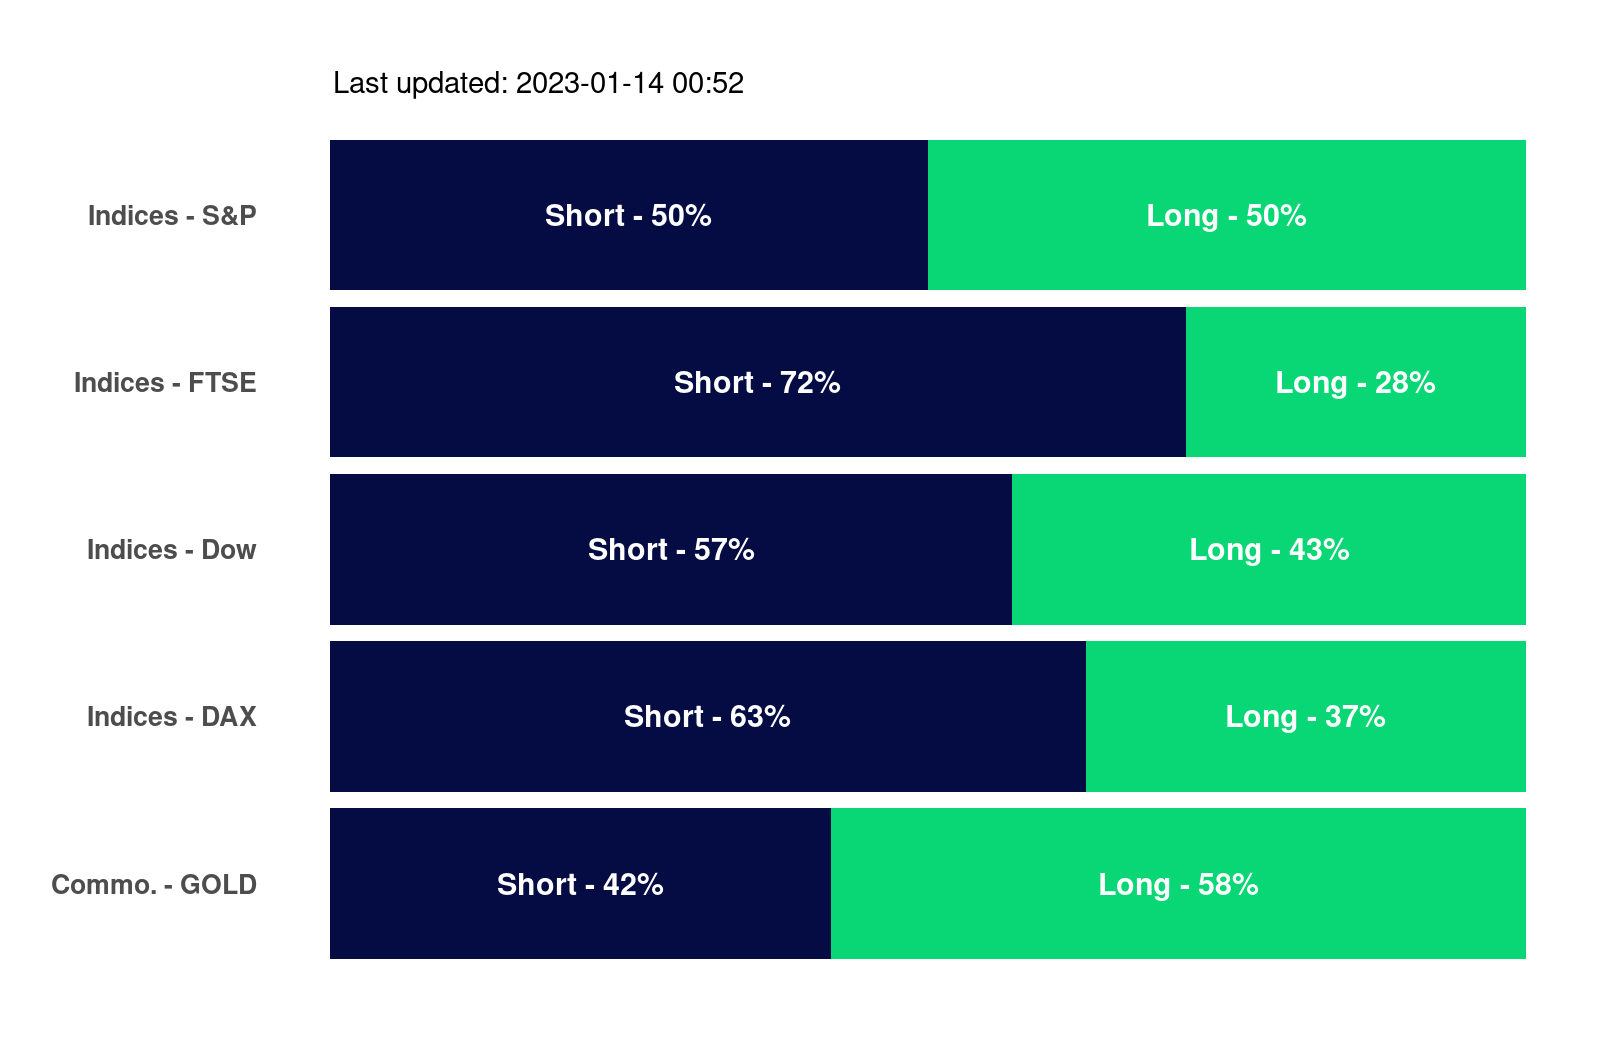 Last updated: 2023-01-14 00:52
Indices - S&P Short - 50% Long - 50%
Indices - FTSE Short - 72% Long - 28%
Indices - Dow Short - 57% Long - 43%
Indices - DAX Short - 63% Long - 37%
Commo. - GOLD Short - 42% Long - 58%